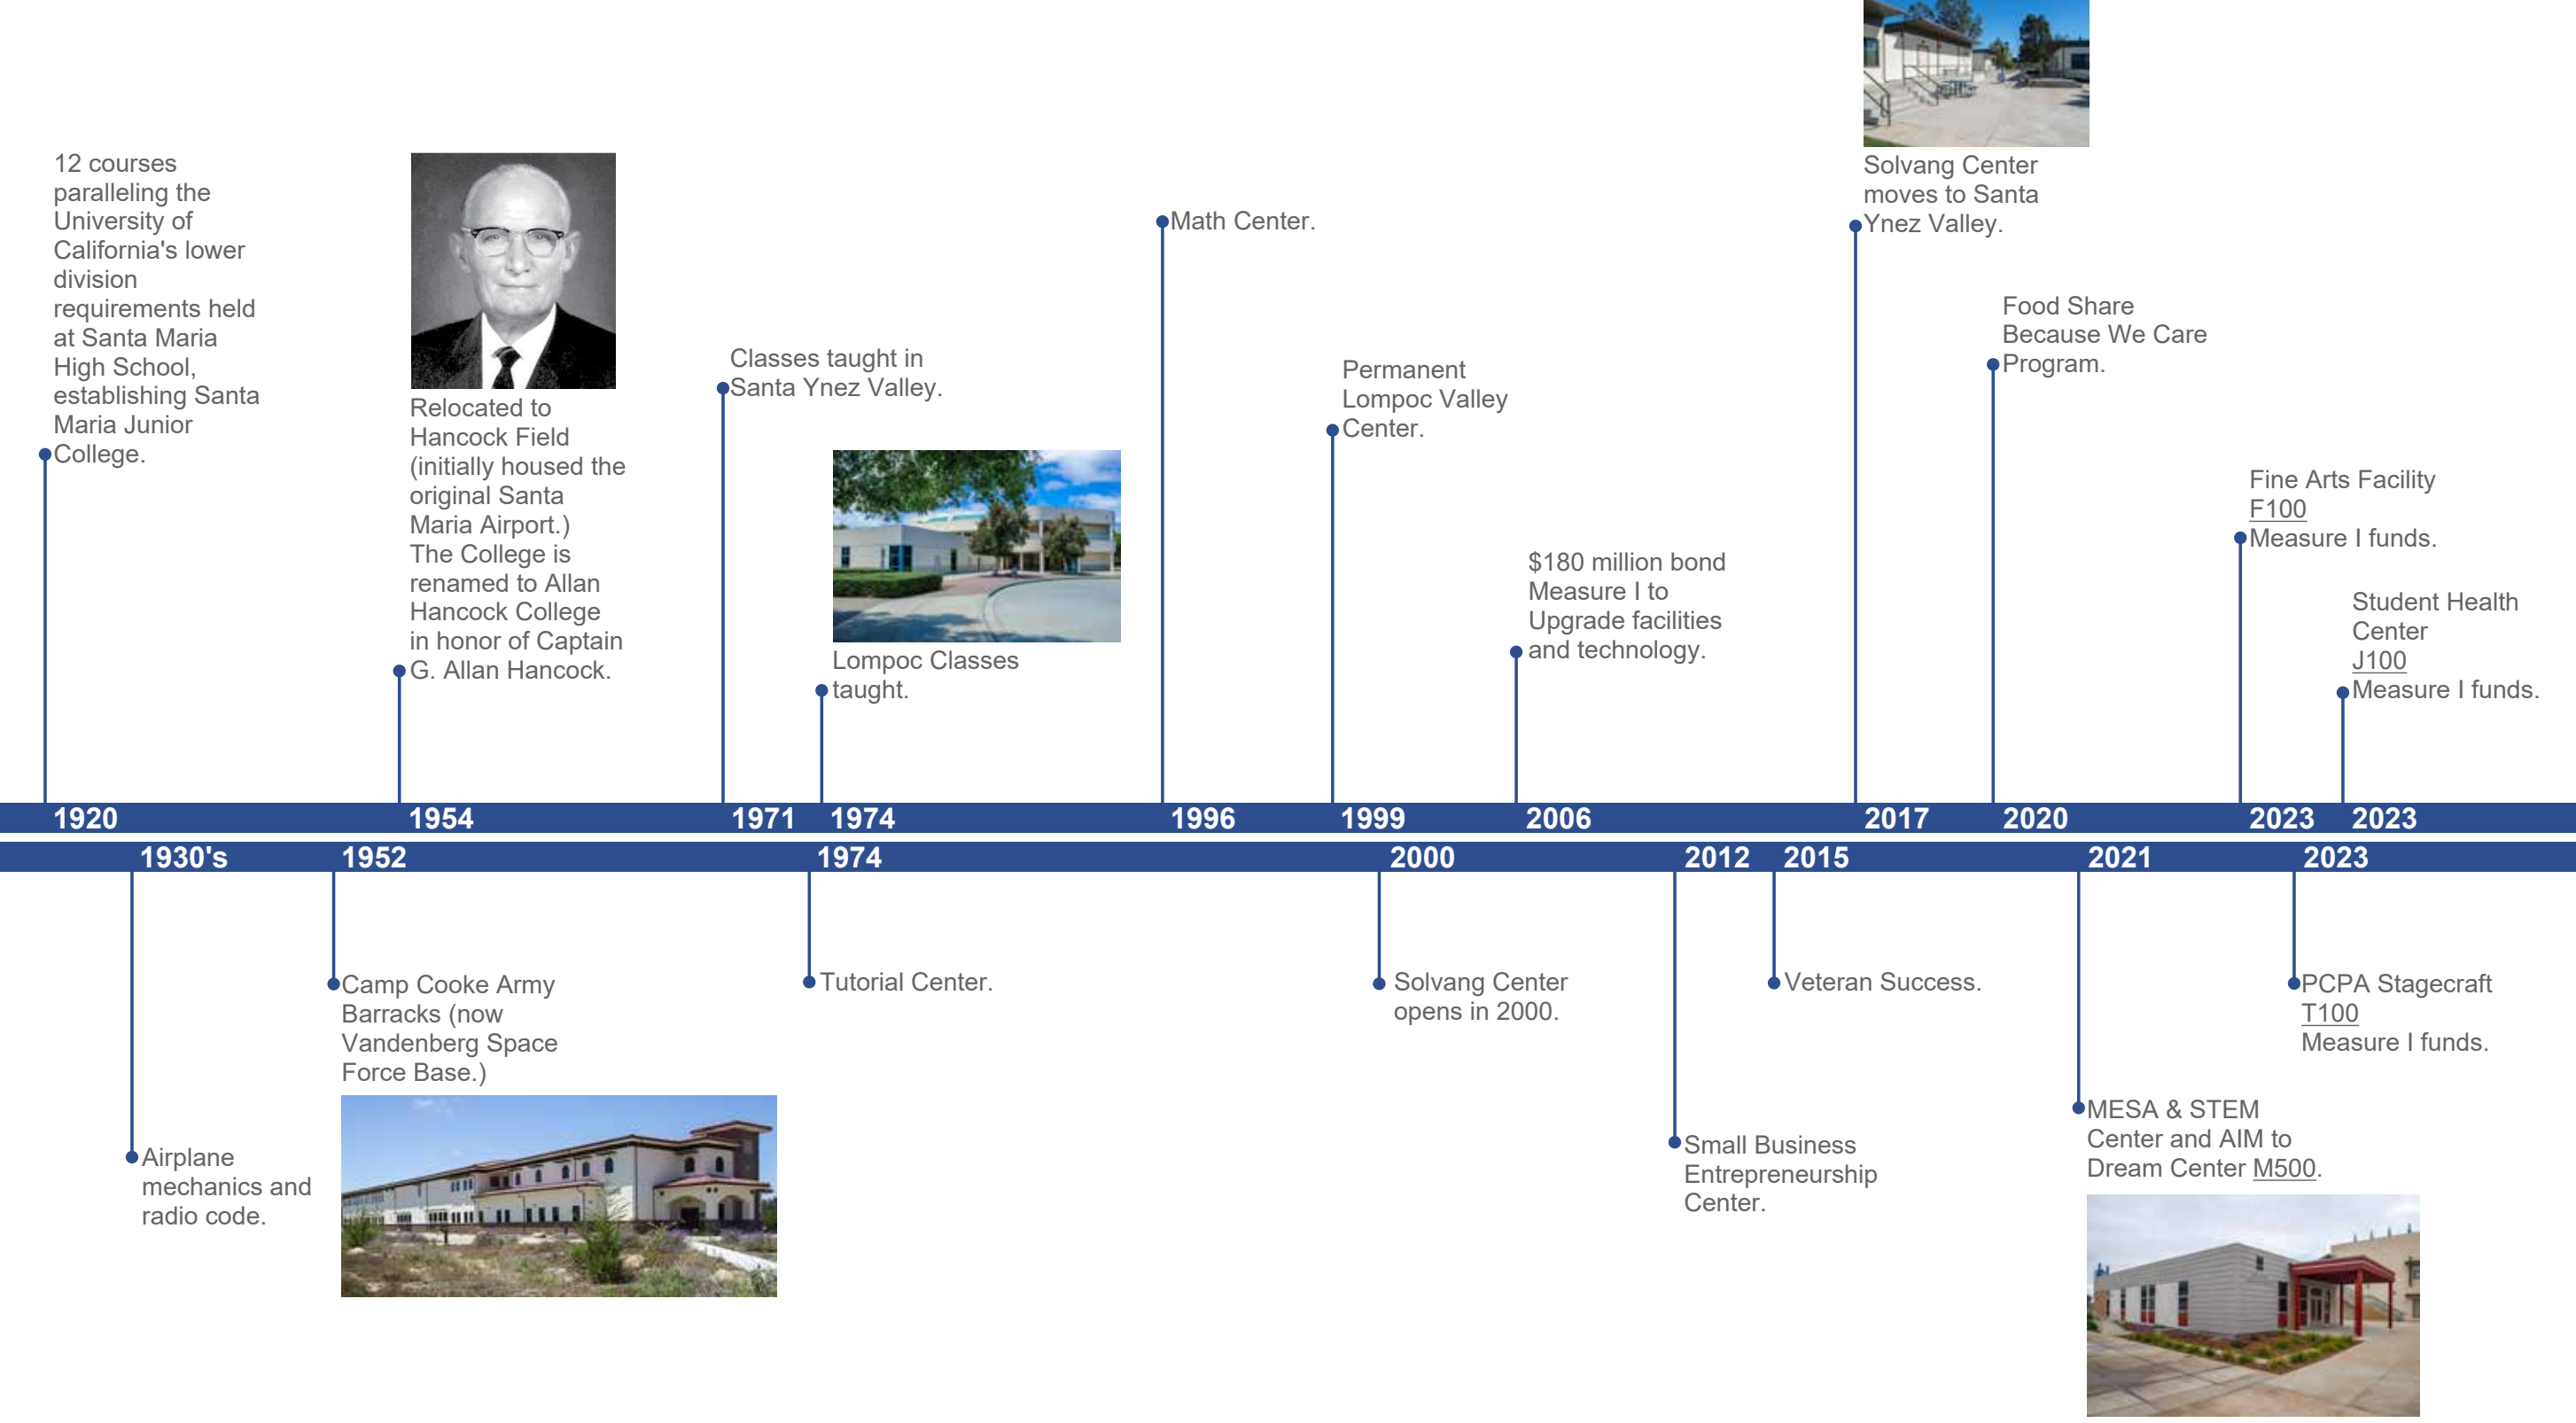 12 courses
paralleling the
University of
California's lower
division
requirements held
at Santa Maria
High School,
establishing Santa
Maria Junior
College.
Relocated to
Hancock Field
(initially housed the
original Santa
Maria Airport.)
The College is
renamed to Allan
Hancock College
in honor of Captain
G. Allan Hancock.
Classes taught in
Santa Ynez Valley.
Lompoc Classes
taught.
Math Center.
Permanent
Lompoc Valley
Center.
$180 million bond
Measure I to
Upgrade facilities
and technology.
Solvang Center
moves to Santa
Ynez Valley.
Food Share
Because We Care
Program.
Fine Arts Facility
F100
Measure I funds.
Student Health
Center
J100
Measure I funds.
1920 1954 1971 1974 1996 1999 2006 2017 2020 2023 2023
1930's 1952 1974 2000 2012 2015 2021 2023
Airplane
mechanics and
radio code.
Camp Cooke Army
Barracks (now
Vandenberg Space
Force Base.)
Tutorial Center.
Solvang Center
opens in 2000.
Small Business
Entrepreneurship
Center.
Veteran Success.
MESA & STEM
Center and AIM to
Dream Center M500.
PCPA Stagecraft
T100
Measure I funds.